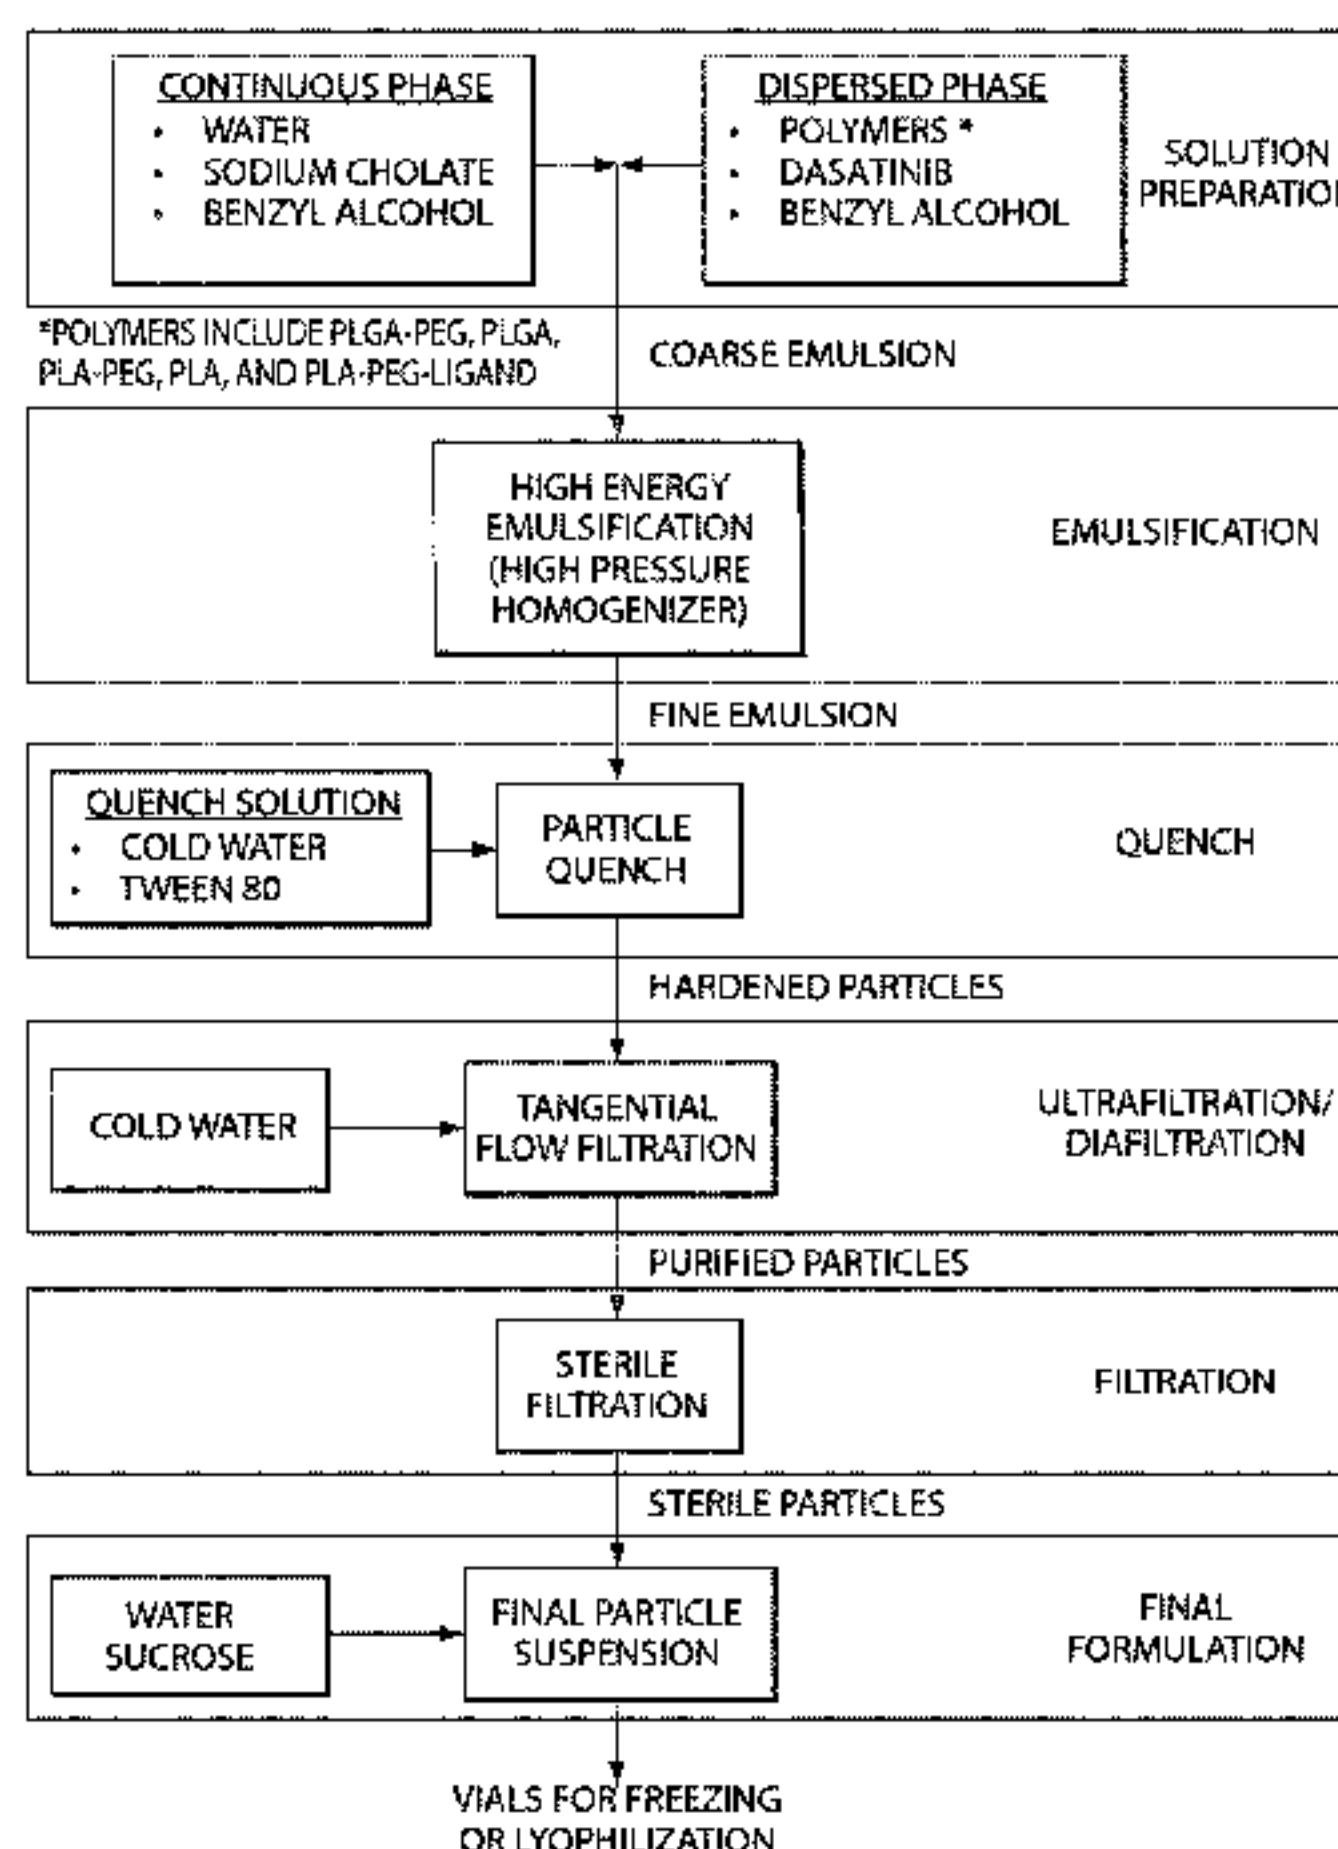 CONTINUOUS PHASE
• WATER
• SODIUM CHOLATE
• BENZYL ALCOHOL
DISPERSED PHASE
• POLYMERS *
• DASATINIB
• BENZYL ALCOHOL
SOLUTION
PREPARATION
*POLYMERS INCLUDE PLGA-PEG, PLGA,
PLA-PEG, PLA, AND PLA-PEG-LIGAND
COARSE EMULSION
HIGH ENERGY
EMULSIFICATION
(HIGH PRESSURE
HOMOGENIZER)
EMULSIFICATION
FINE EMULSION
QUENCH SOLUTION
• COLD WATER
• TWEEN 80
PARTICLE
QUENCH
QUENCH
HARDENED PARTICLES
COLD WATER
TANGENTIAL
FLOW FILTRATION
ULTRAFILTRATION/
DIAFILTRATION
PURIFIED PARTICLES
STERILE
FILTRATION
FILTRATION
STERILE PARTICLES
WATER
SUCROSE
FINAL PARTICLE
SUSPENSION
FINAL
FORMULATION
VIALS FOR FREEZING
OR LYOPHILIZATION